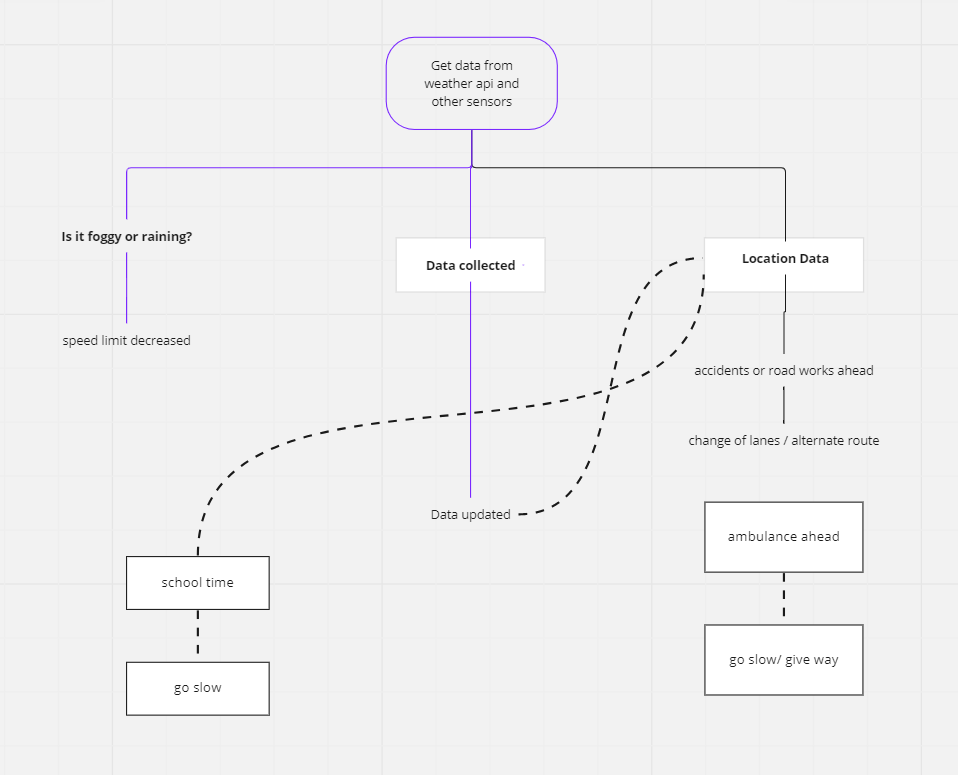 Get data from
weather api and
other sensors
Is it foggy or raining?
Data collected
Location Data
speed limit decreased
accidents or road works ahead
change of lanes / alternate route
Data updated
ambulance ahead
school time
go slow/ give way
go slow